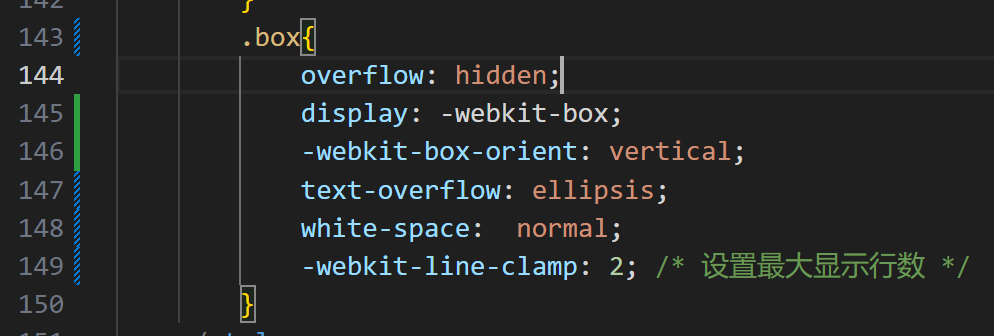 142 }
143 .box{
144 overflow: hidden;
145 display: -webkit-box;
146 -webkit-box-orient: vertical;
147 text-overflow: ellipsis;
148 white-space:  normal;
149 -webkit-line-clamp: 2; /* 设置最大显示行数 */
150 }
151